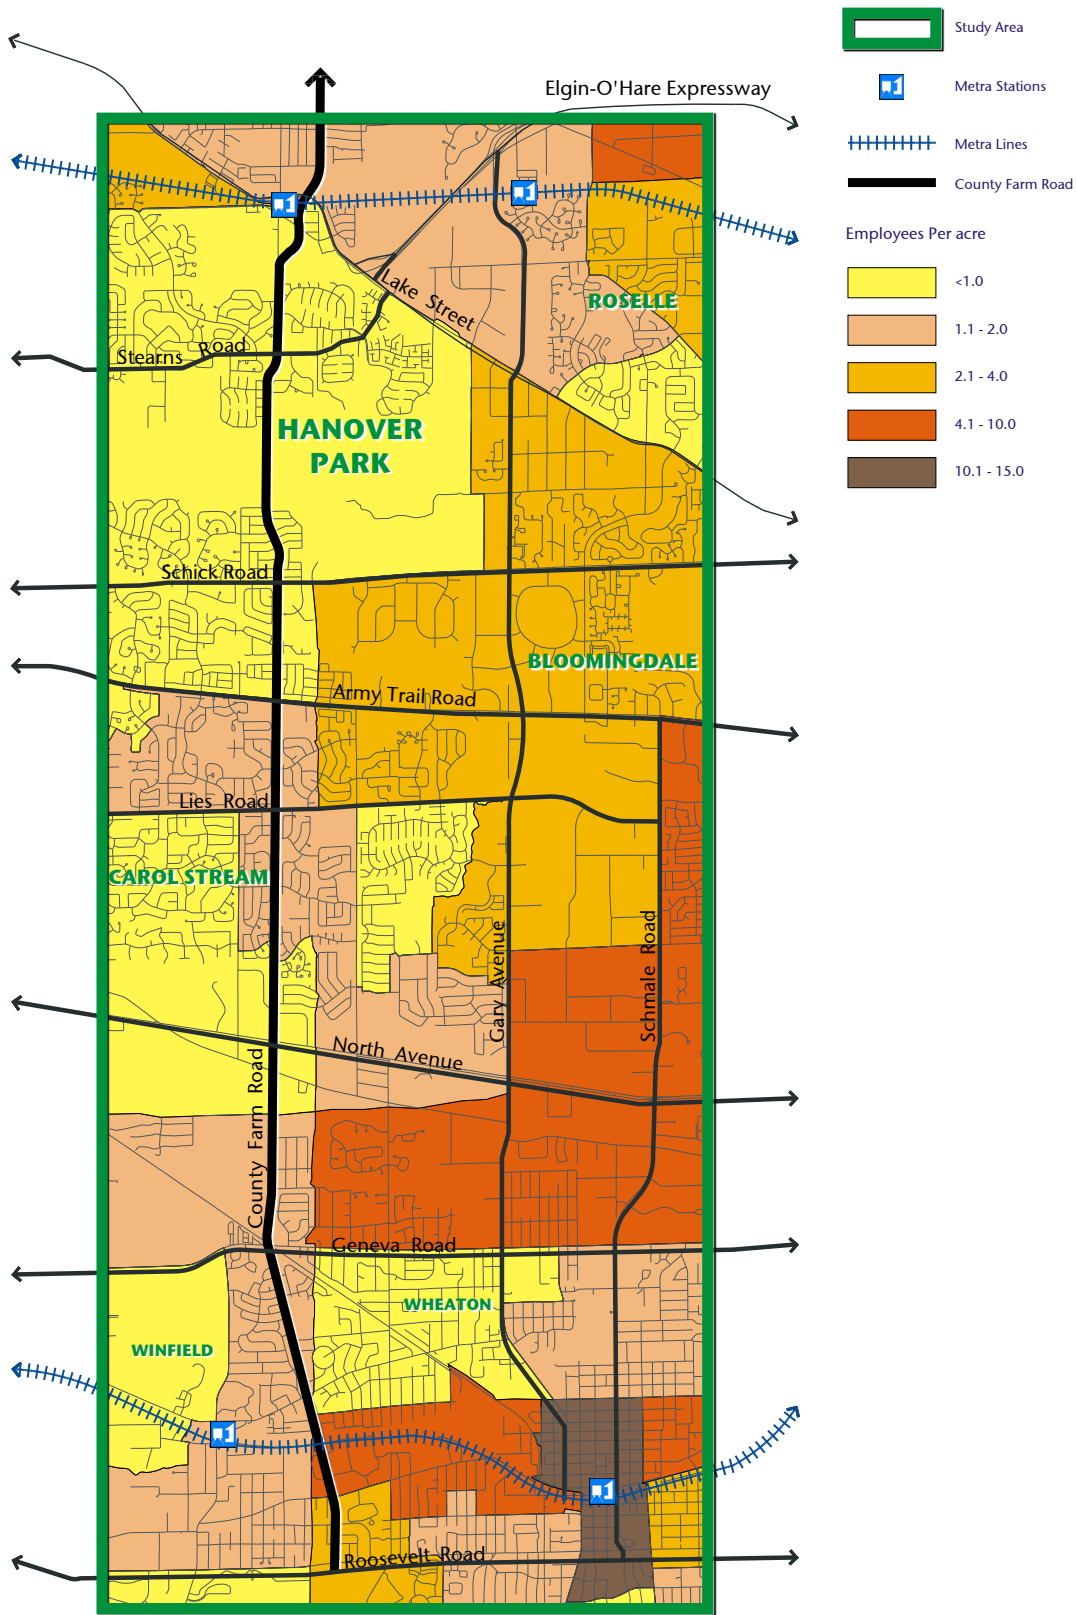 Study Area
Metra Stations
Metra Lines
County Farm Road
Employees Per acre
<1.0
1.1 - 2.0
2.1 - 4.0
4.1 - 10.0
10.1 - 15.0
Elgin-O'Hare Expressway
Lake Street
ROSELLE
Stearns Road
HANOVER
PARK
Schick Road
BLOOMINGDALE
Army Trail Road
Lies Road
CAROL STREAM
Gary Avenue
Schmale Road
North Avenue
County Farm Road
Geneva Road
WHEATON
WINFIELD
Roosevelt Road